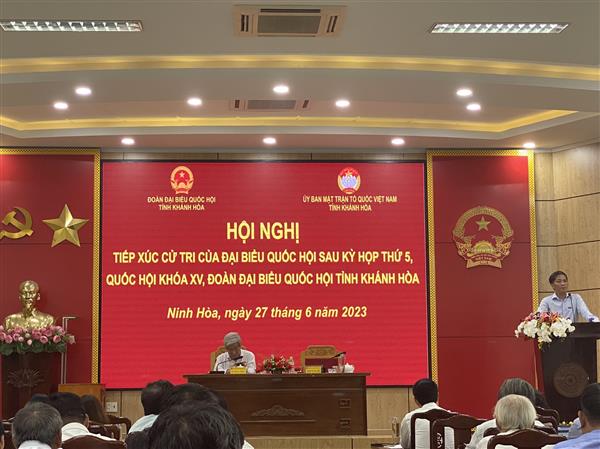 ĐOÀN ĐẠI BIỂU QUỐC HỘI
TỈNH KHÁNH HÒA
ỦY BAN MẶT TRẬN TỔ QUỐC VIỆT NAM
TỈNH KHÁNH HÒA
HỘI NGHỊ
TIẾP XÚC CỬ TRI CỦA ĐẠI BIỂU QUỐC HỘI SAU KỲ HỌP THỨ 5,
QUỐC HỘI KHÓA XV, ĐOÀN ĐẠI BIỂU QUỐC HỘI TỈNH KHÁNH HÒA
Ninh Hòa, ngày 27 tháng 6 năm 2023